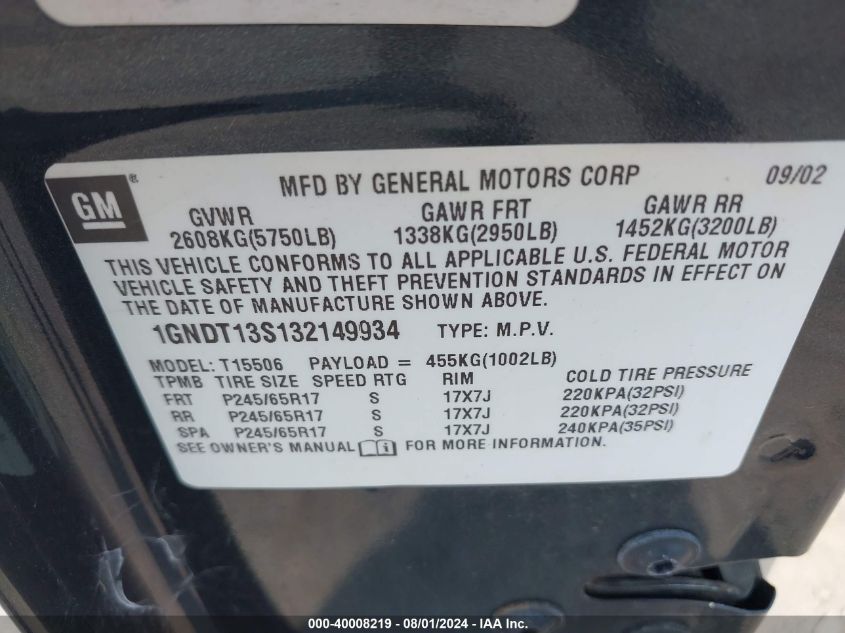 GM ®
MFD BY GENERAL MOTORS CORP 09/02
GVWR GAWR FRT GAWR RR
2608KG(5750LB) 1338KG(2950LB) 1452KG(3200LB)
THIS VEHICLE CONFORMS TO ALL APPLICABLE U.S. FEDERAL MOTOR
VEHICLE SAFETY AND THEFT PREVENTION STANDARDS IN EFFECT ON
THE DATE OF MANUFACTURE SHOWN ABOVE.
1GNDT13S132149934 TYPE: M.P.V.
MODEL: T15506 PAYLOAD = 455KG(1002LB)
TPMB TIRE SIZE SPEED RTG RIM COLD TIRE PRESSURE
FRT P245/65R17 S 17X7J 220KPA(32PSI)
RR P245/65R17 S 17X7J 220KPA(32PSI)
SPA P245/65R17 S 17X7J 240KPA(35PSI)
SEE OWNER'S MANUAL FOR MORE INFORMATION.
000-40008219 - 08/01/2024 - IAA Inc.